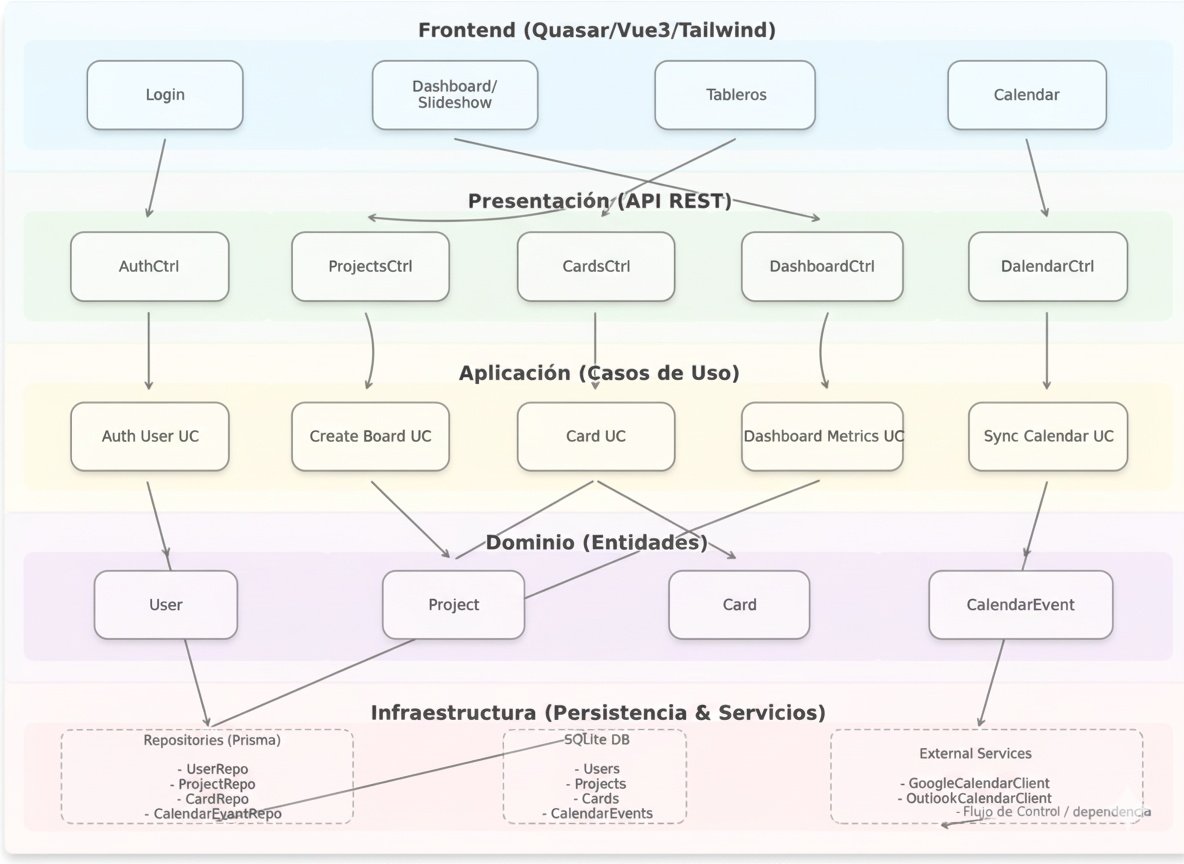 Frontend (Quasar/Vue3/Tailwind)
Login
Dashboard/
Slideshow
Tableros
Calendar
Presentación (API REST)
AuthCtrl
ProjectsCtrl
CardsCtrl
DashboardCtrl
DalendarCtrl
Aplicación (Casos de Uso)
Auth User UC
Create Board UC
Card UC
Dashboard Metrics UC
Sync Calendar UC
Dominio (Entidades)
User
Project
Card
CalendarEvent
Infraestructura (Persistencia & Servicios)
Repositories (Prisma)
- UserRepo
- ProjectRepo
- CardRepo
- CalendarEvantRepo
SQLite DB
- Users
- Projects
- Cards
- CalendarEvents
External Services
- GoogleCalendarClient
- OutlookCalendarClient
- Flujo de Control / dependencia